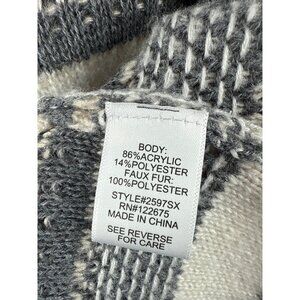 BODY:
86%ACRYLIC
14%POLYESTER
FAUX FUR:
100%POLYESTER
STYLE#2597SX
RN#122675
MADE IN CHINA
SEE REVERSE
FOR CARE